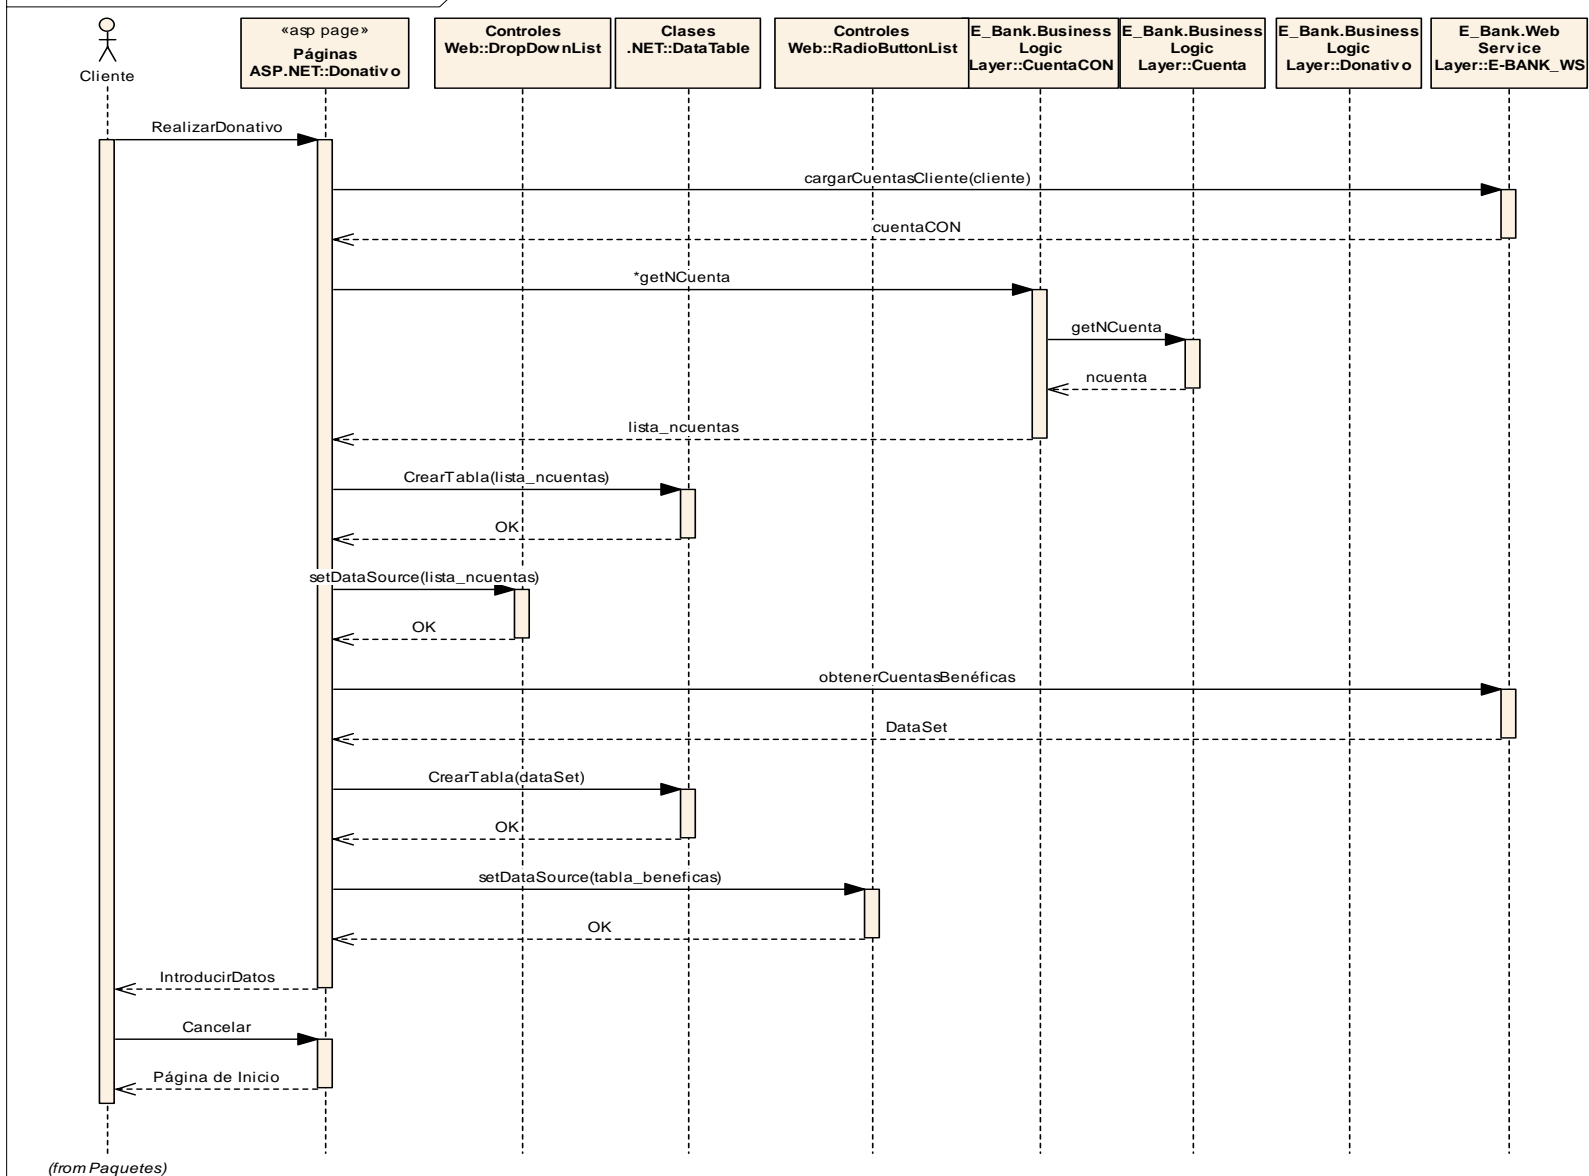 «asp page»
Páginas
ASP.NET::Donativo
Controles
Web::DropDownList
Clases
.NET::DataTable
Controles
Web::RadioButtonList
E_Bank.Business
Logic
Layer::CuentaCON
E_Bank.Business
Logic
Layer::Cuenta
E_Bank.Business
Logic
Layer::Donativo
E_Bank.Web
Service
Layer::E-BANK_WS
Cliente
RealizarDonativo
cargarCuentasCliente(cliente)
cuentaCON
*getNCuenta
getNCuenta
ncuenta
lista_ncuentas
CrearTabla(lista_ncuentas)
OK
setDataSource(lista_ncuentas)
OK
obtenerCuentasBenéficas
DataSet
CrearTabla(dataSet)
OK
setDataSource(tabla_beneficas)
OK
IntroducirDatos
Cancelar
Página de Inicio
(from Paquetes)